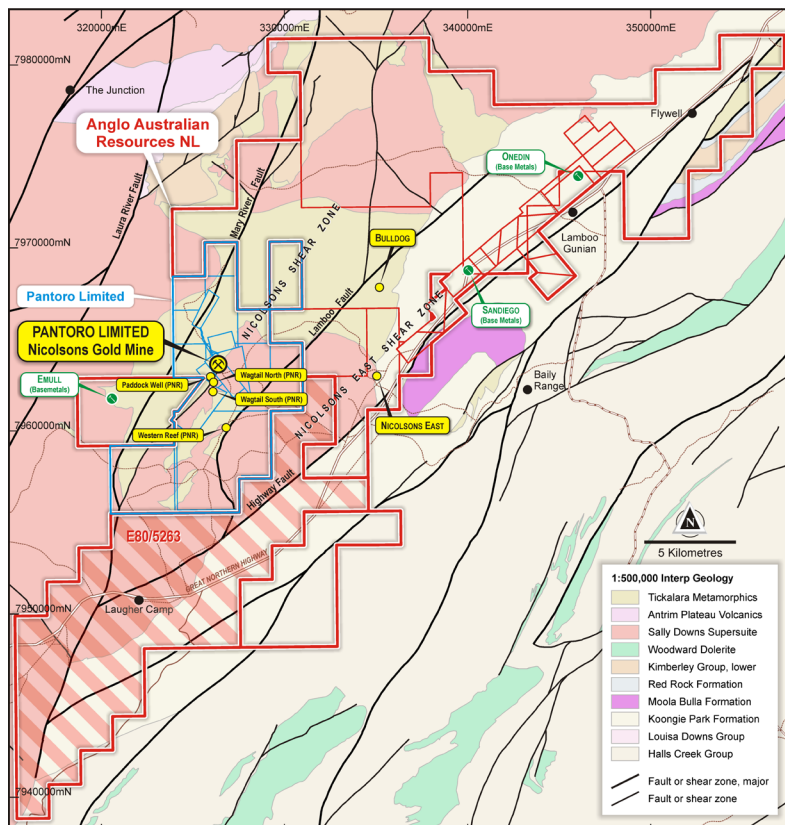 320000mE
330000mE
340000mE
350000mE
7980000mN
The Junction
Flywell
Anglo Australian
Resources NL
ONEDIN
(Base Metals)
Laura River Fault
Mary River Fault
NICOLSONS SHEAR ZONE
7970000mN
BULLDOG
Lamboo
Gunian
Pantoro Limited
Lamboo Fault
SANDIEGO
(Base Metals)
PANTORO LIMITED
Nicolsons Gold Mine
NICOLSONS EAST SHEAR ZONE
EMULL
(Basemetals)
Paddock Well (PNR)
Wagtail North (PNR)
Wagtail South (PNR)
Baily
Range
7960000mN
Western Reef (PNR)
NICOLSONS EAST
Highway Fault
E80/5263
N
5 Kilometres
GREAT NORTHERN HIGHWAY
Laugher Camp
7950000mN
7940000mN
1:500,000 Interp Geology
Tickalara Metamorphics
Antrim Plateau Volcanics
Sally Downs Supersuite
Woodward Dolerite
Kimberley Group, lower
Red Rock Formation
Moola Bulla Formation
Koongie Park Formation
Louisa Downs Group
Halls Creek Group
Fault or shear zone, major
Fault or shear zone